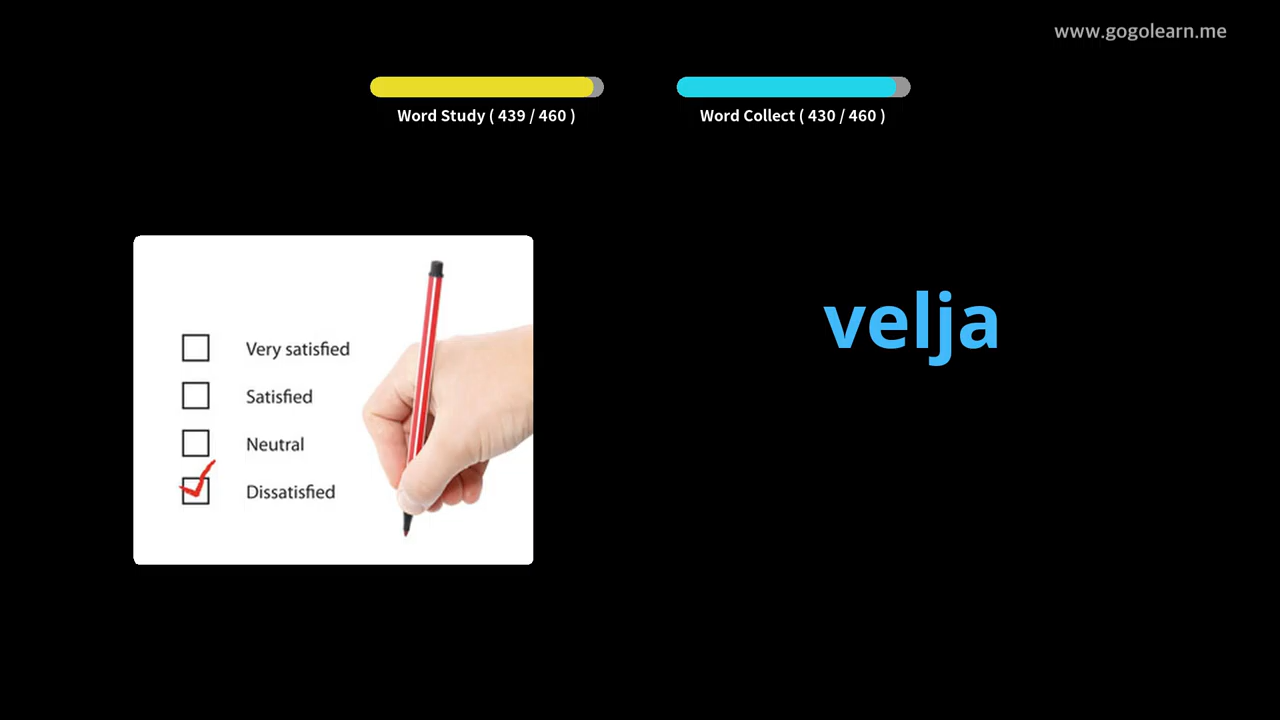 www.gogolearn.me
Word Study ( 439 / 460 )
Word Collect ( 430 / 460 )
velja
Very satisfied
Satisfied
Neutral
Dissatisfied